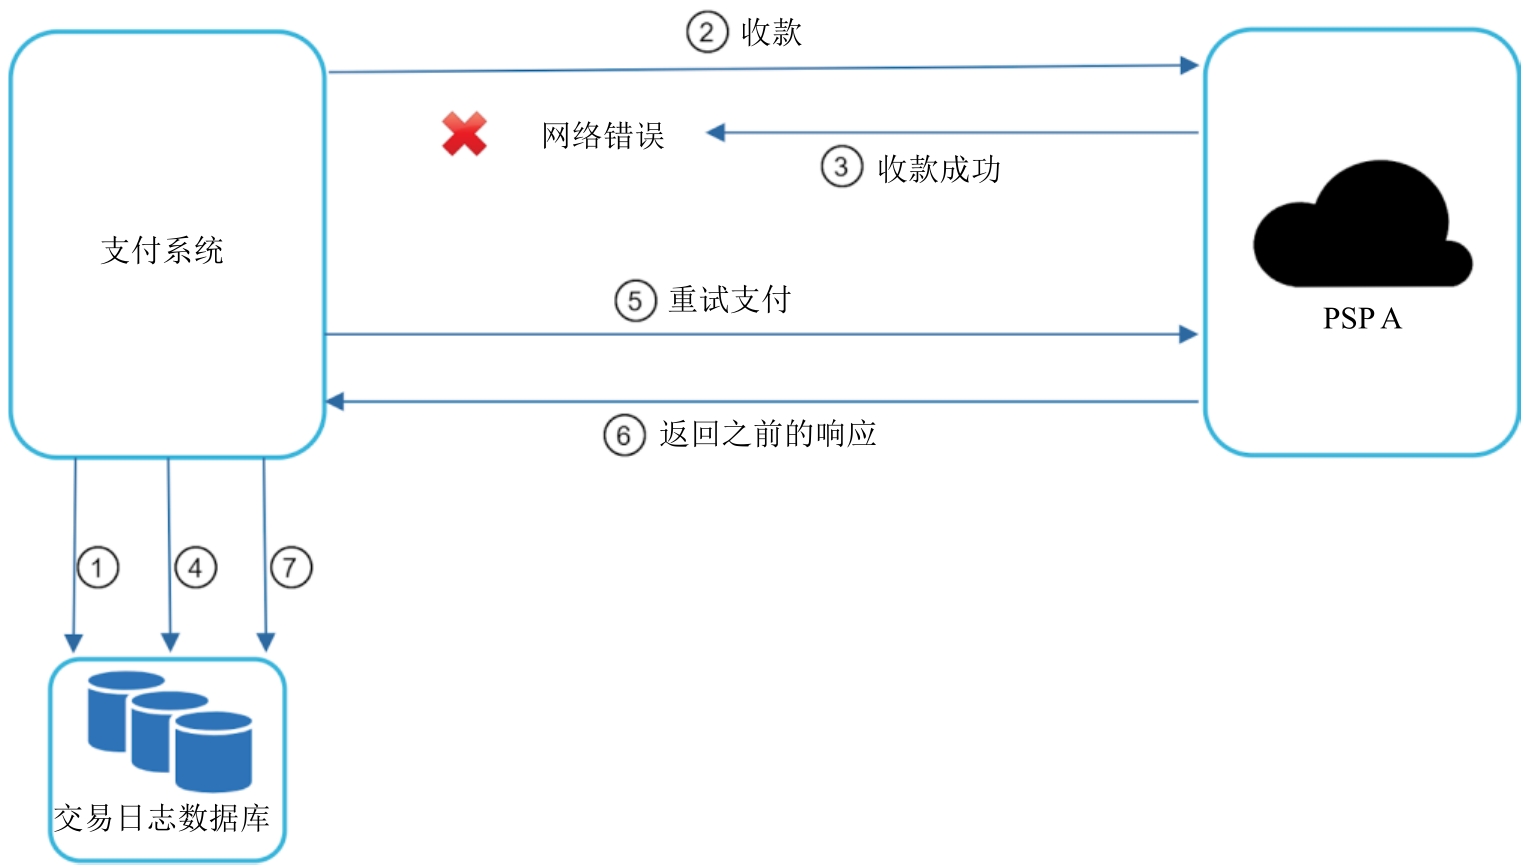 ② 收款
网络错误
③ 收款成功
支付系统
⑤ 重试支付
PSP A
⑥ 返回之前的响应
① ④ ⑦
交易日志数据库